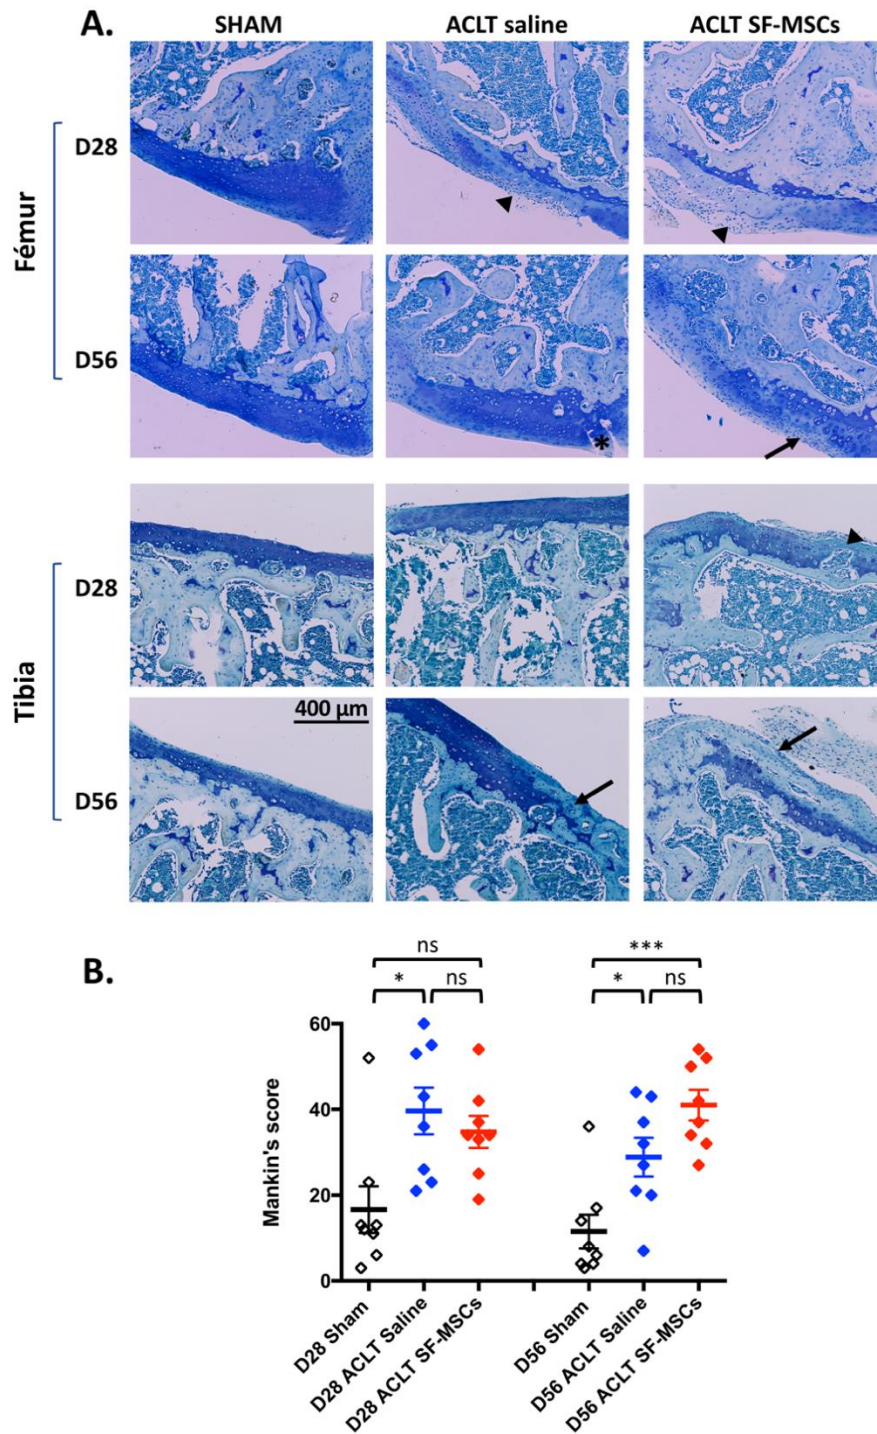 A.
SHAM
ACLT saline
ACLT SF-MSCs
Fémur
D28
D56
*
Tibia
D28
400 µm
D56
B.
ns
***
*
ns
*
ns
Mankin's score
60
40
20
0
D28 Sham
D28 ACLT Saline
D28 ACLT SF-MSCs
D56 Sham
D56 ACLT Saline
D56 ACLT SF-MSCs